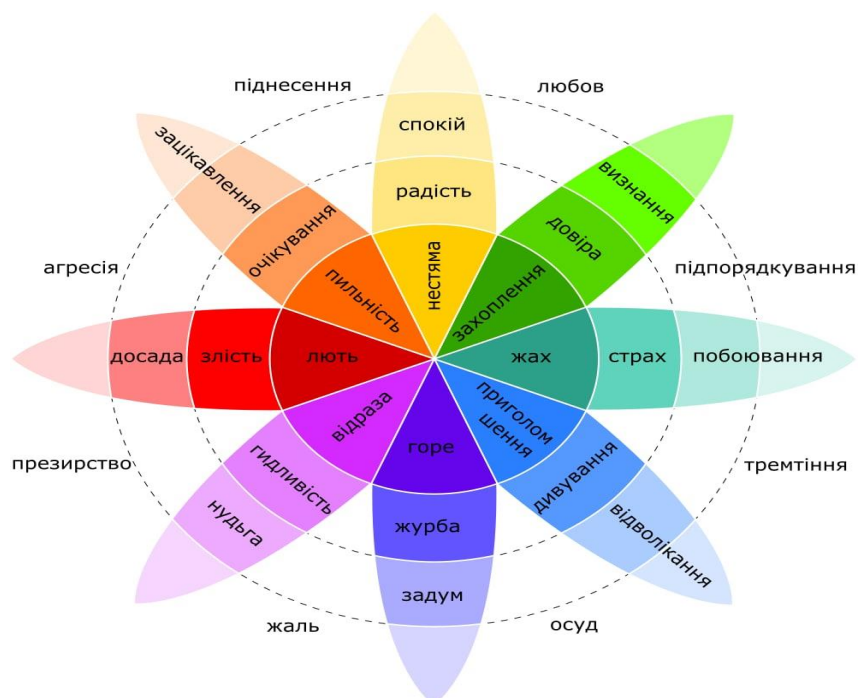 піднесення
любов
спокій
зацікавлення
визнання
радість
очікування
довіра
агресія
підпорядкування
пильність
нестяма
захоплення
досада
злість
лють
жах
страх
побоювання
відраза
горе
приголом
шення
презирство
гидливість
дивування
тремтіння
нудьга
журба
відволікання
задум
жаль
осуд